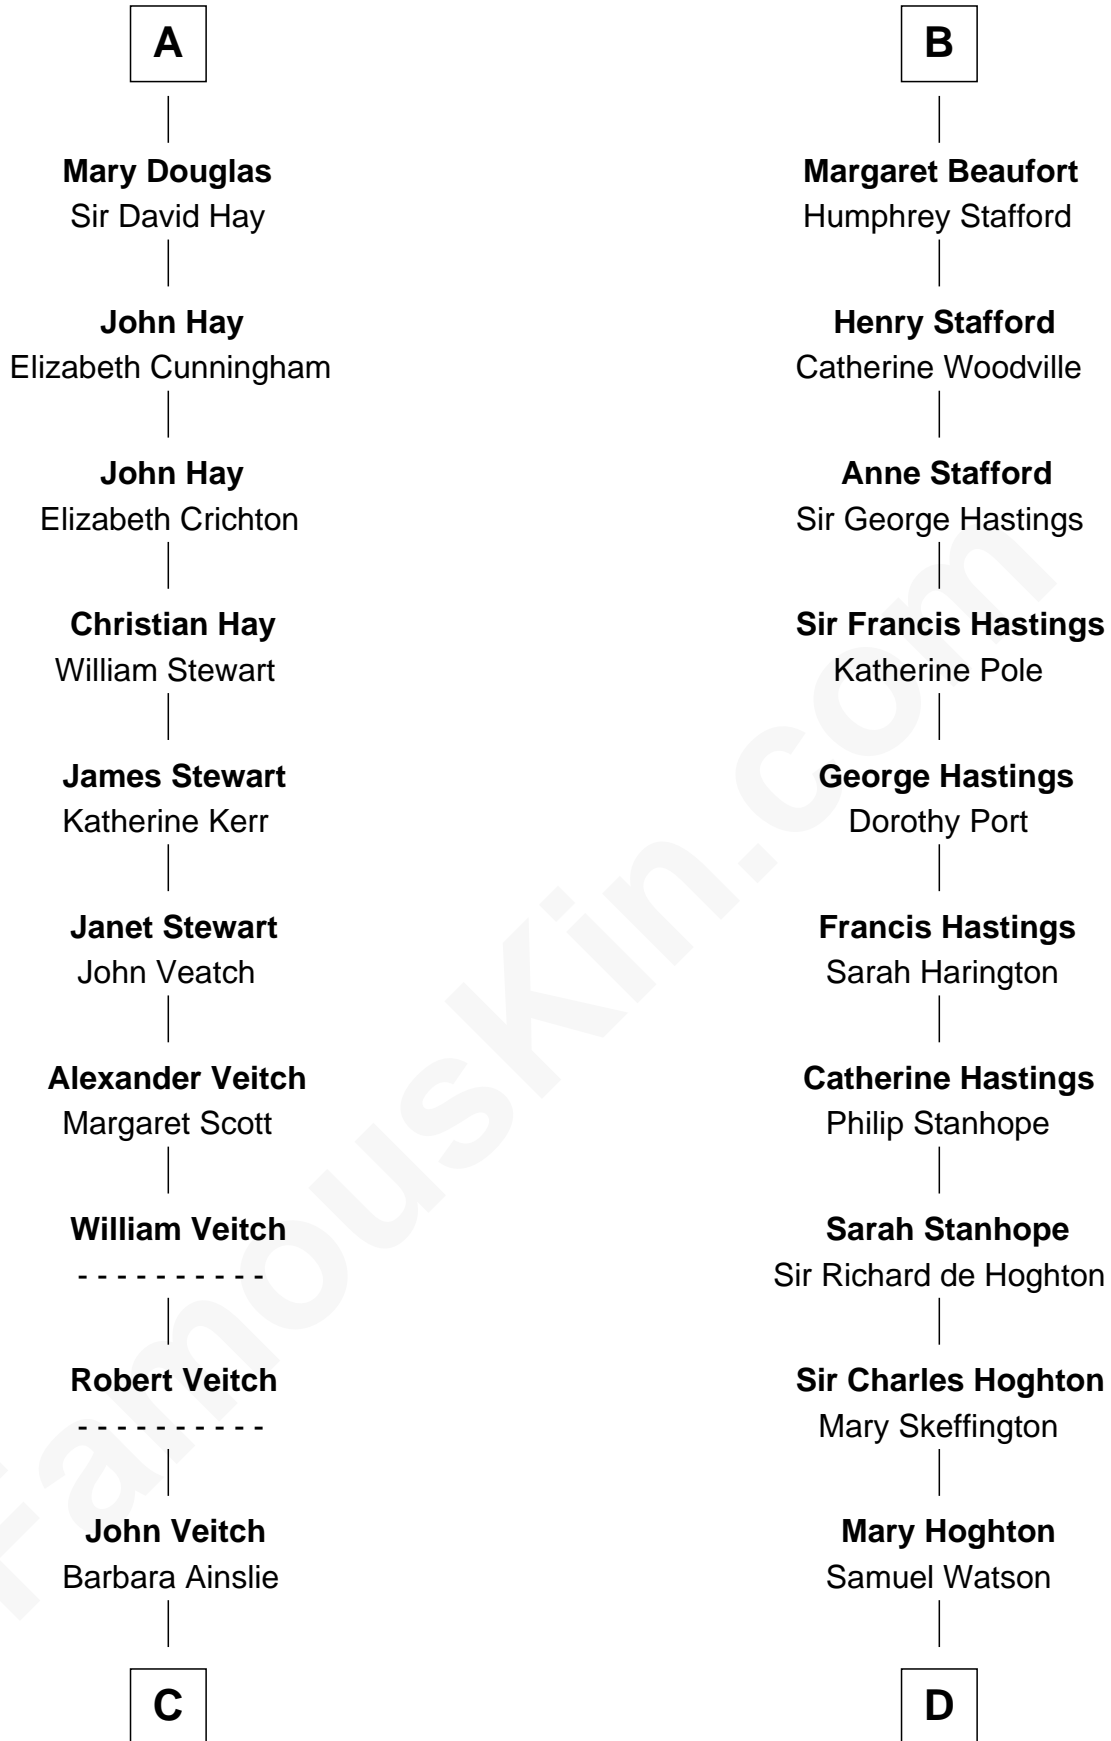 A
Mary Douglas
Sir David Hay
John Hay
Elizabeth Cunningham
John Hay
Elizabeth Crichton
Christian Hay
William Stewart
James Stewart
Katherine Kerr
Janet Stewart
John Veatch
Alexander Veitch
Margaret Scott
William Veitch
- - - - - - - - - -
Robert Veitch
- - - - - - - - - -
John Veitch
Barbara Ainslie
C
B
Margaret Beaufort
Humphrey Stafford
Henry Stafford
Catherine Woodville
Anne Stafford
Sir George Hastings
Sir Francis Hastings
Katherine Pole
George Hastings
Dorothy Port
Francis Hastings
Sarah Harington
Catherine Hastings
Philip Stanhope
Sarah Stanhope
Sir Richard de Hoghton
Sir Charles Hoghton
Mary Skeffington
Mary Hoghton
Samuel Watson
D
FamousKin.com